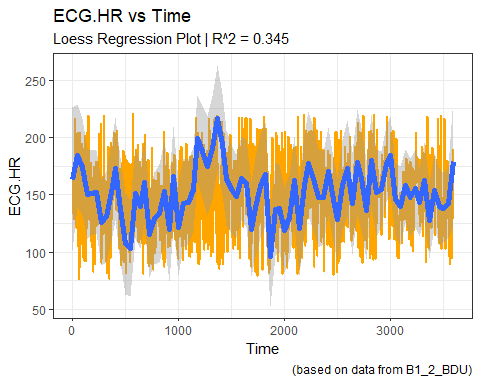 ECG.HR vs Time
Loess Regression Plot | R^2 = 0.345
ECG.HR
250
200
150
100
50
0
1000
2000
3000
Time
(based on data from B1_2_BDU)